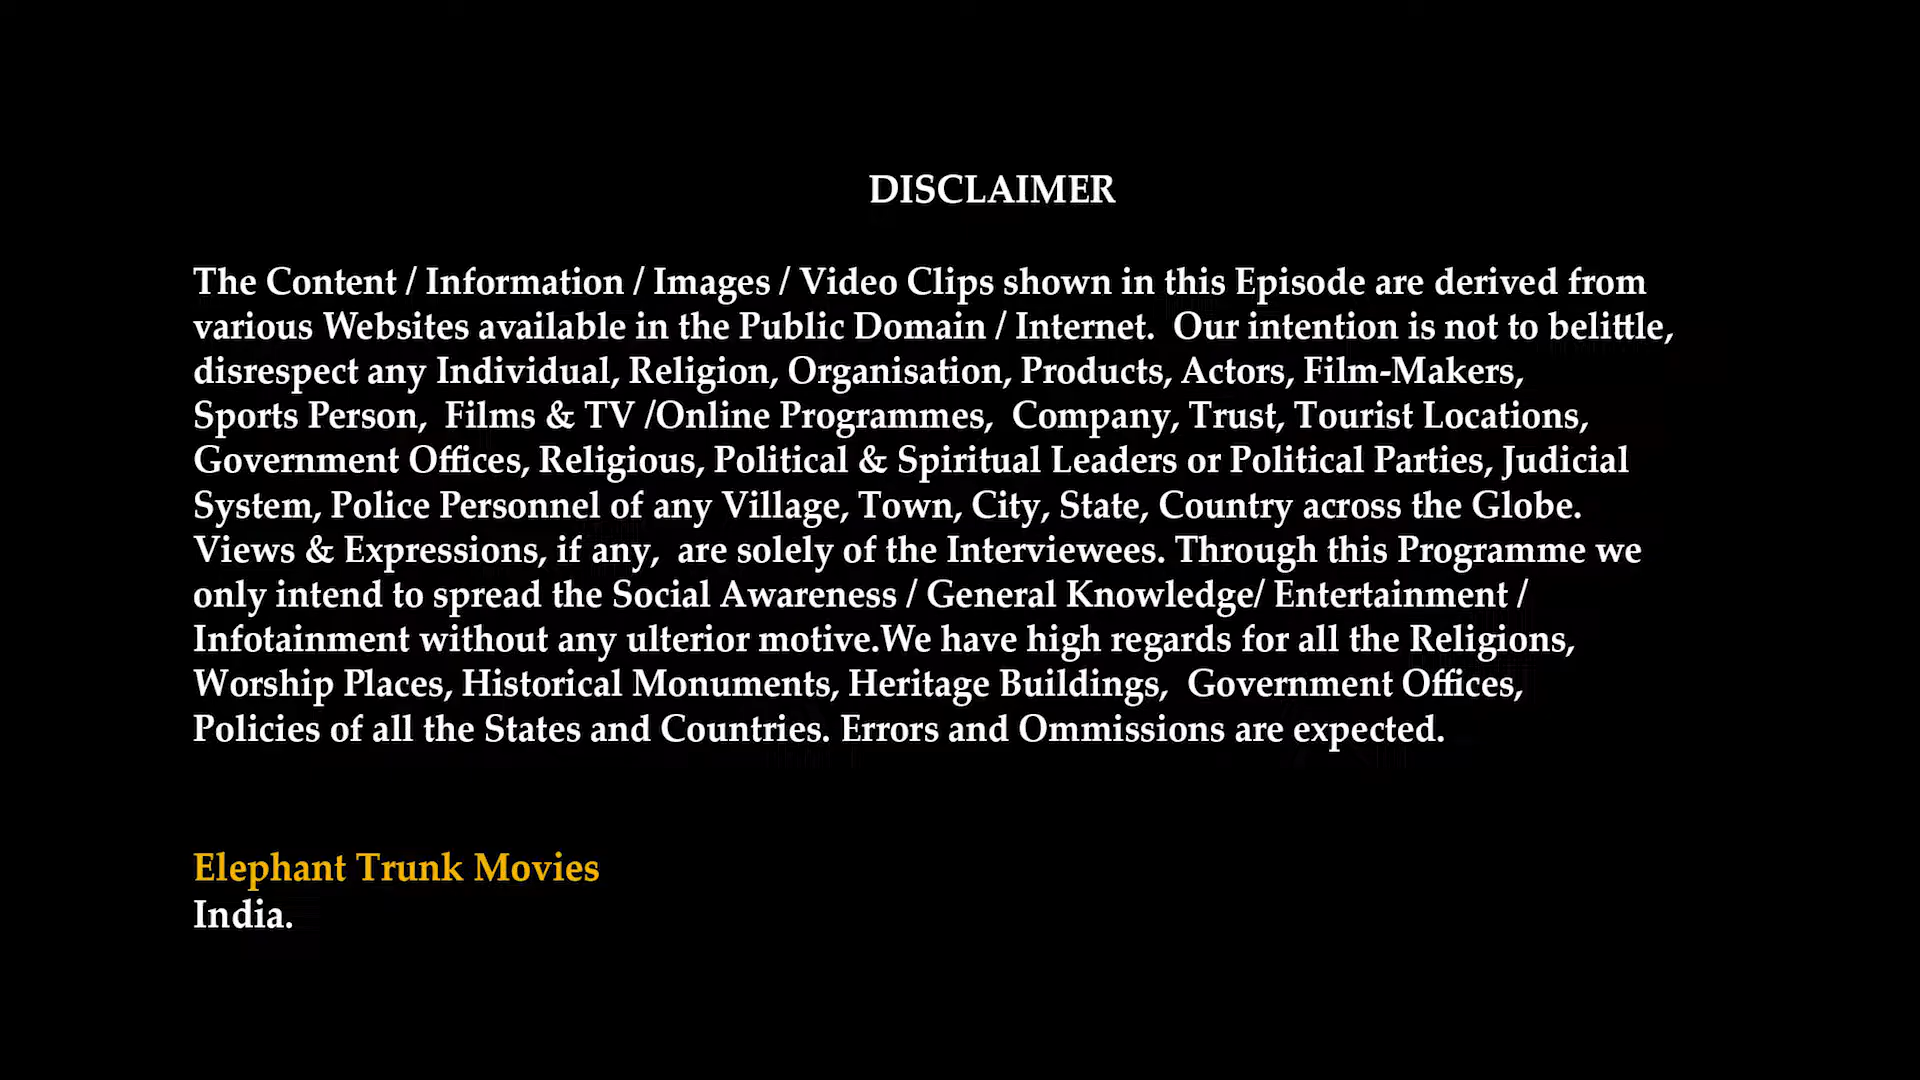 DISCLAIMER
The Content / Information / Images / Video Clips shown in this Episode are derived from
various Websites available in the Public Domain / Internet.  Our intention is not to belittle,
disrespect any Individual, Religion, Organisation, Products, Actors, Film-Makers,
Sports Person,  Films & TV /Online Programmes,  Company, Trust, Tourist Locations,
Government Offices, Religious, Political & Spiritual Leaders or Political Parties, Judicial
System, Police Personnel of any Village, Town, City, State, Country across the Globe.
Views & Expressions, if any,  are solely of the Interviewees. Through this Programme we
only intend to spread the Social Awareness / General Knowledge/ Entertainment /
Infotainment without any ulterior motive.We have high regards for all the Religions,
Worship Places, Historical Monuments, Heritage Buildings,  Government Offices,
Policies of all the States and Countries. Errors and Ommissions are expected.
Elephant Trunk Movies
India.